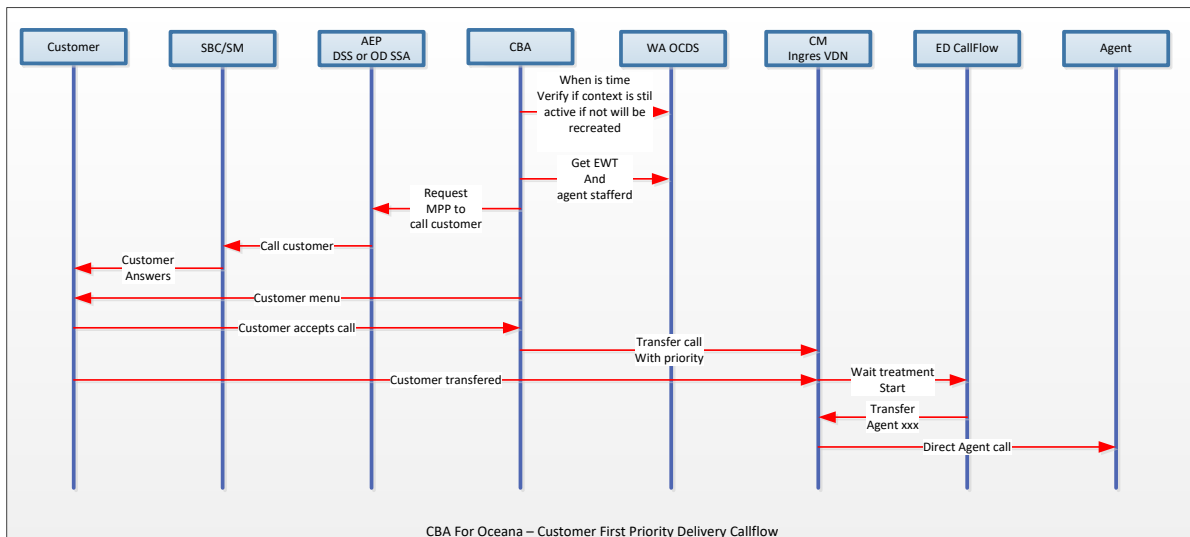 Customer
SBC/SM
AEP
DSS or OD SSA
CBA
WA OCDS
CM
Ingres VDN
ED CallFlow
Agent
When is time
Verify if context is stil
active if not will be
recreated
Get EWT
And
agent stafferd
Request
MPP to
call customer
Call customer
Customer
Answers
Customer menu
Customer accepts call
Transfer call
With priority
Customer transfered
Wait treatment
Start
Transfer
Agent xxx
Direct Agent call
CBA For Oceana – Customer First Priority Delivery Callflow